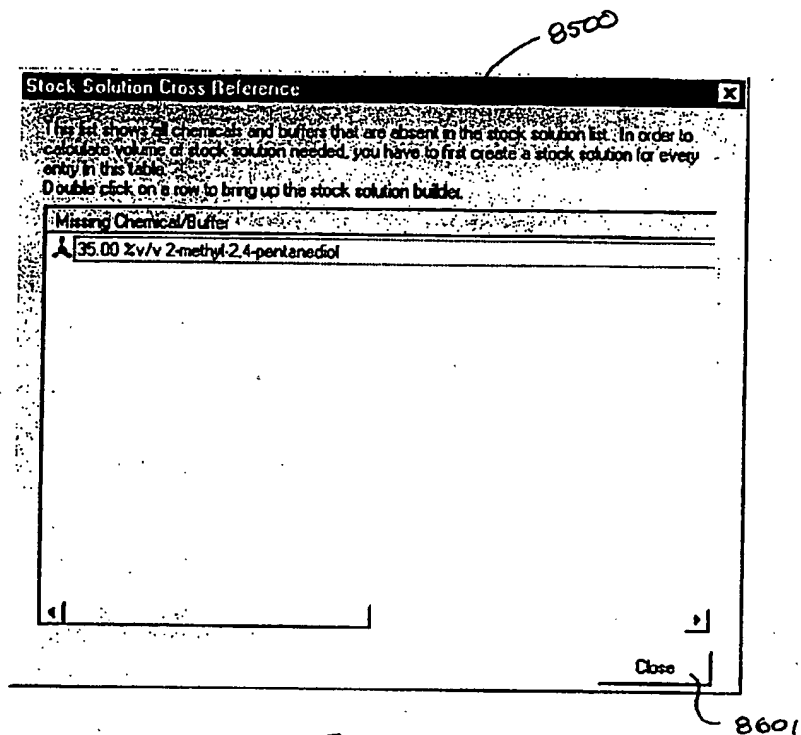 8500
Stock Solution Cross Reference
This list shows all chemicals and buffers that are absent in the stock solution list. In order to
calculate volume of stock solution needed, you have to first create a stock solution for every
entry in this table.
Double click on a row to bring up the stock solution builder.
Missing Chemical/Buffer
35.00 %v/v 2-methyl-2,4-pentanediol
Close
8601